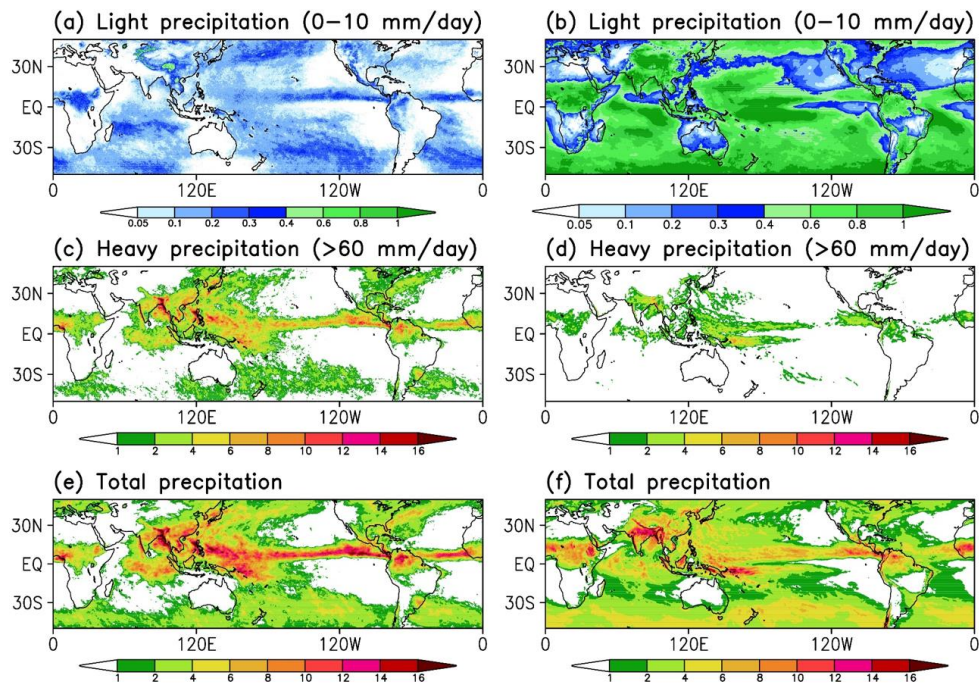 (a) Light precipitation (0−10 mm/day)
30N
EQ
30S
0 120E 120W 0
0.05 0.1 0.2 0.3 0.4 0.6 0.8 1
(b) Light precipitation (0−10 mm/day)
30N
EQ
30S
0 120E 120W 0
0.05 0.1 0.2 0.3 0.4 0.6 0.8 1
(c) Heavy precipitation (>60 mm/day)
30N
EQ
30S
0 120E 120W 0
1 2 4 6 8 10 12 14 16
(d) Heavy precipitation (>60 mm/day)
30N
EQ
30S
0 120E 120W 0
1 2 4 6 8 10 12 14 16
(e) Total precpitation
30N
EQ
30S
0 120E 120W 0
1 2 4 6 8 10 12 14 16
(f) Total precpitation
30N
EQ
30S
0 120E 120W 0
1 2 4 6 8 10 12 14 16